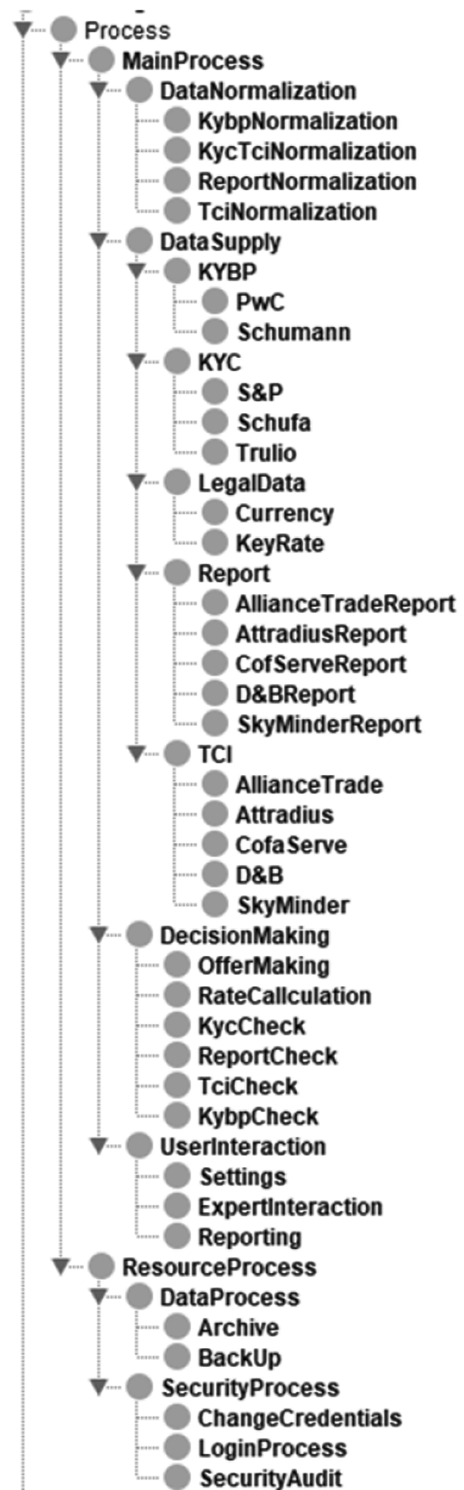 Process
MainProcess
DataNormalization
KybpNormalization
KycTciNormalization
ReportNormalization
TciNormalization
DataSupply
KYBP
PwC
Schumann
KYC
S&P
Schufa
Trulio
LegalData
Currency
KeyRate
Report
AllianceTradeReport
AttradiusReport
CofServeReport
D&BReport
SkyMinderReport
TCI
AllianceTrade
Attradius
CofaServe
D&B
SkyMinder
DecisionMaking
OfferMaking
RateCallculation
KycCheck
ReportCheck
TciCheck
KybpCheck
UserInteraction
Settings
ExpertInteraction
Reporting
ResourceProcess
DataProcess
Archive
BackUp
SecurityProcess
ChangeCredentials
LoginProcess
SecurityAudit